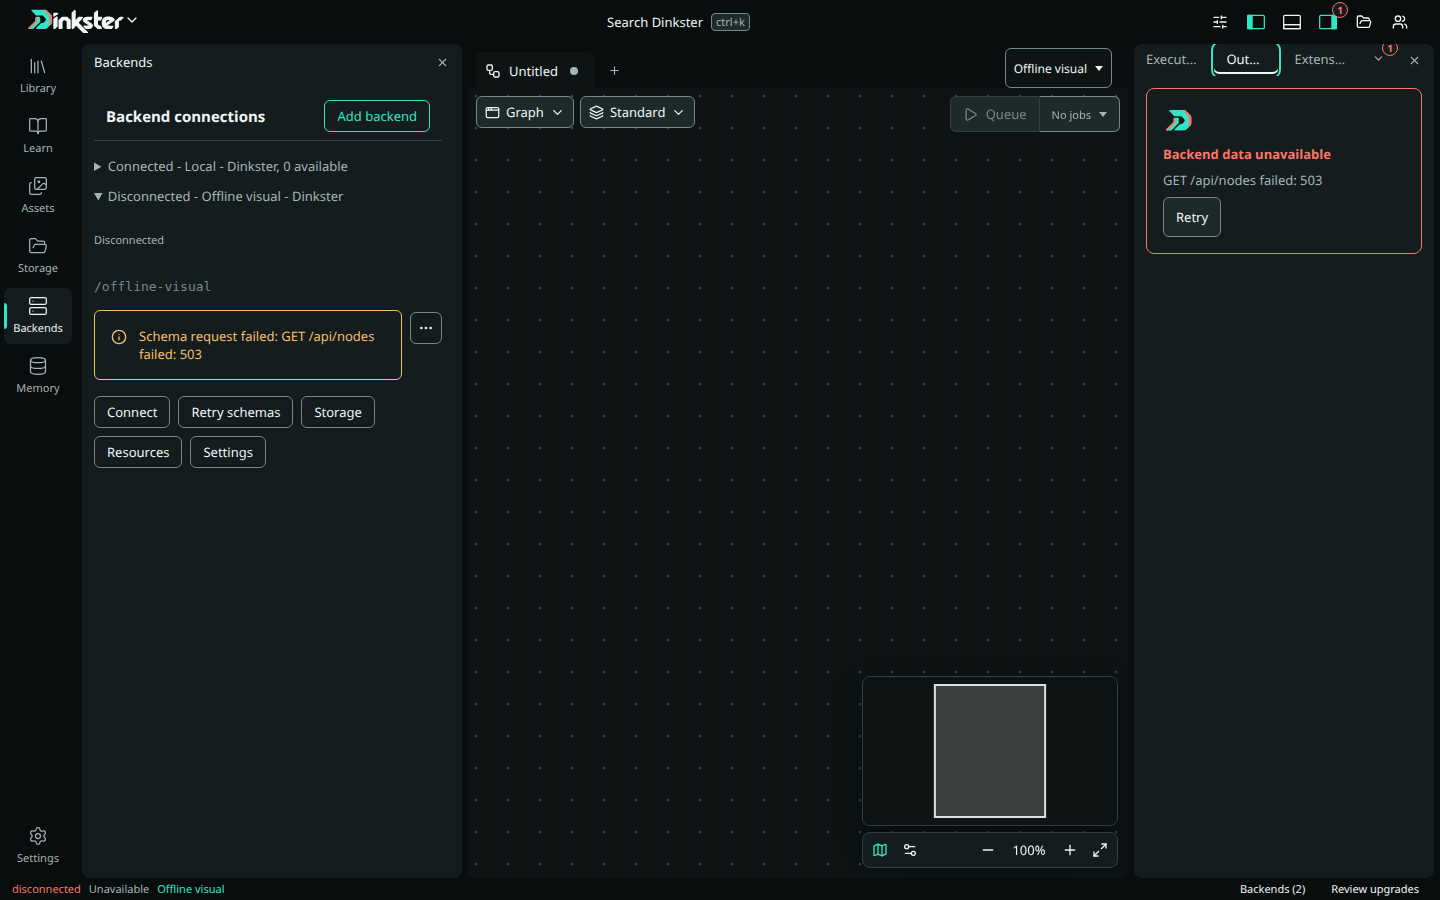 Dinkster
Search Dinkster ctrl+k
1
Library
Learn
Assets
Storage
Backends
Memory
Settings
Backends
Backend connections
Add backend
Connected - Local - Dinkster, 0 available
Disconnected - Offline visual - Dinkster
Disconnected
/offline-visual
Schema request failed: GET /api/nodes
failed: 503
Connect Retry schemas Storage
Resources Settings
Untitled
Offline visual
Graph Standard
Queue No jobs
100%
Execut... Out... Extens... 1
Backend data unavailable
GET /api/nodes failed: 503
Retry
disconnected Unavailable Offline visual
Backends (2) Review upgrades